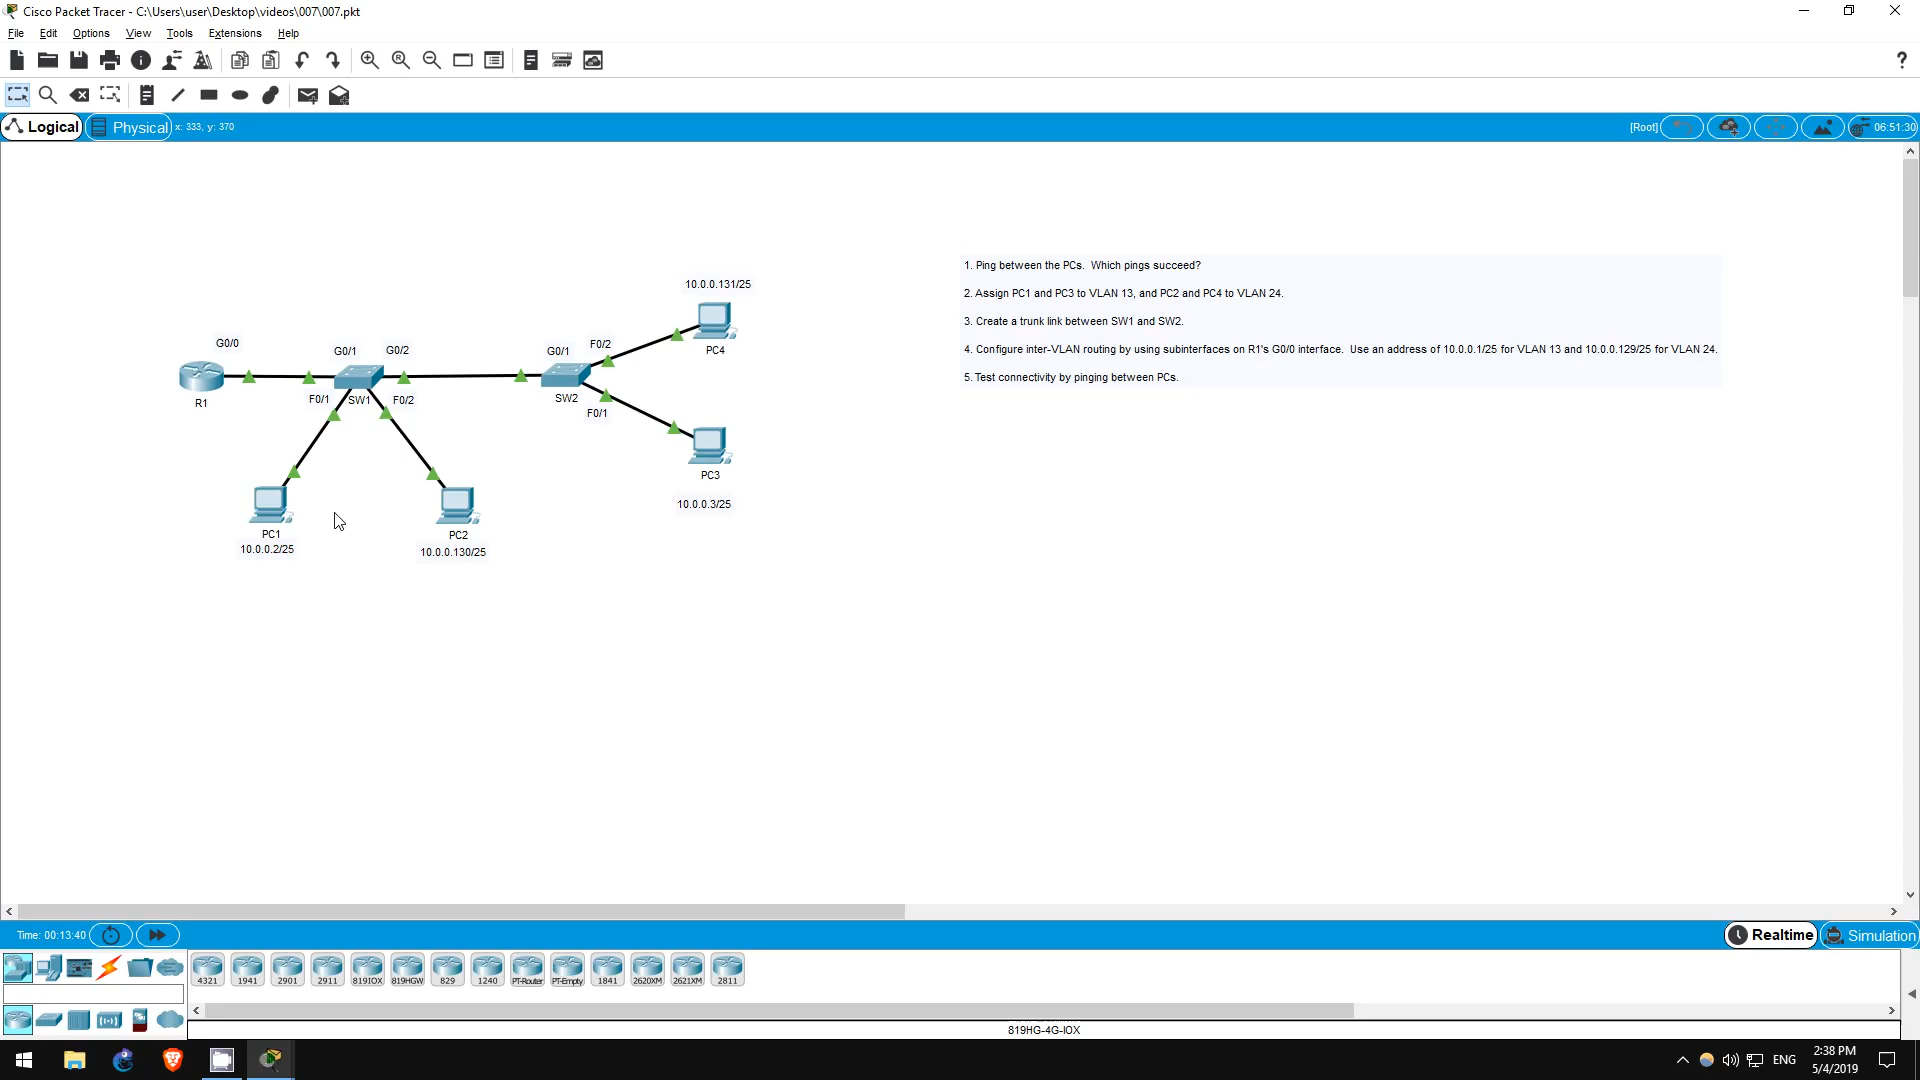 Cisco Packet Tracer - C:\Users\user\Desktop\videos\007\007.pkt
File Edit Options View Tools Extensions Help
Logical Physical x: 333, y: 370 [Root] 06:51:30
1. Ping between the PCs. Which pings succeed?
2. Assign PC1 and PC3 to VLAN 13, and PC2 and PC4 to VLAN 24.
3. Create a trunk link between SW1 and SW2.
4. Configure inter-VLAN routing by using subinterfaces on R1's G0/0 interface. Use an address of 10.0.0.1/25 for VLAN 13 and 10.0.0.129/25 for VLAN 24.
5. Test connectivity by pinging between PCs.
10.0.0.131/25
G0/0 G0/1 G0/2 G0/1 F0/2
PC4
R1 F0/1 SW1 F0/2 SW2
F0/1
PC3
10.0.0.3/25
PC1 PC2
10.0.0.2/25 10.0.0.130/25
Time: 00:13:40 Realtime Simulation
4321 1941 2901 2911 819IOX 819HGW 829 1240 PT-Router PT-Empty 1841 2620XM 2621XM 2811
819HG-4G-IOX
ENG 2:38 PM
5/4/2019